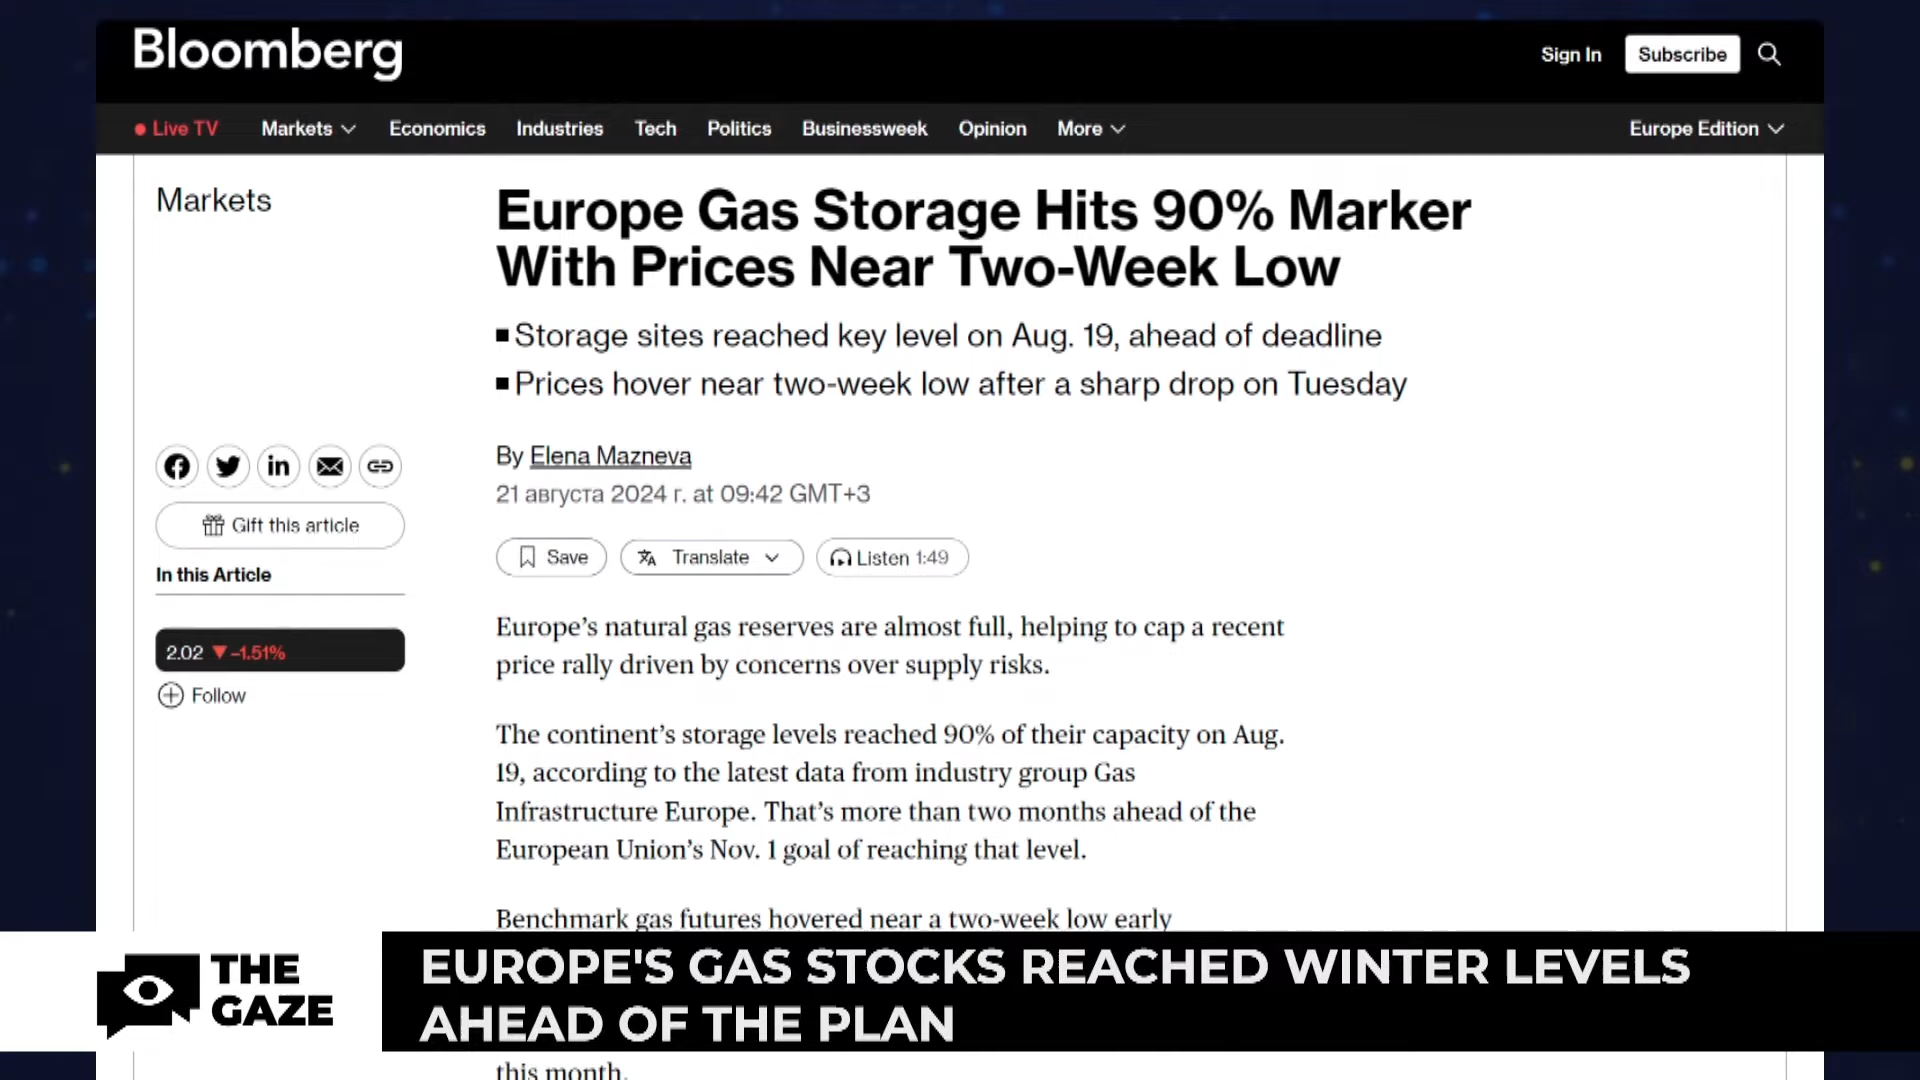 Bloomberg
Sign In
Subscribe
Live TV
Markets
Economics
Industries
Tech
Politics
Businessweek
Opinion
More
Europe Edition
Markets
Europe Gas Storage Hits 90% Marker
With Prices Near Two-Week Low
Storage sites reached key level on Aug. 19, ahead of deadline
Prices hover near two-week low after a sharp drop on Tuesday
By Elena Mazneva
21 августа 2024 г. at 09:42 GMT+3
Gift this article
Save
Translate
Listen 1:49
In this Article
2.02 ▼-1.51%
Follow
Europe’s natural gas reserves are almost full, helping to cap a recent
price rally driven by concerns over supply risks.
The continent’s storage levels reached 90% of their capacity on Aug.
19, according to the latest data from industry group Gas
Infrastructure Europe. That’s more than two months ahead of the
European Union’s Nov. 1 goal of reaching that level.
Benchmark gas futures hovered near a two-week low early
THE
GAZE
EUROPE'S GAS STOCKS REACHED WINTER LEVELS
AHEAD OF THE PLAN
this month.